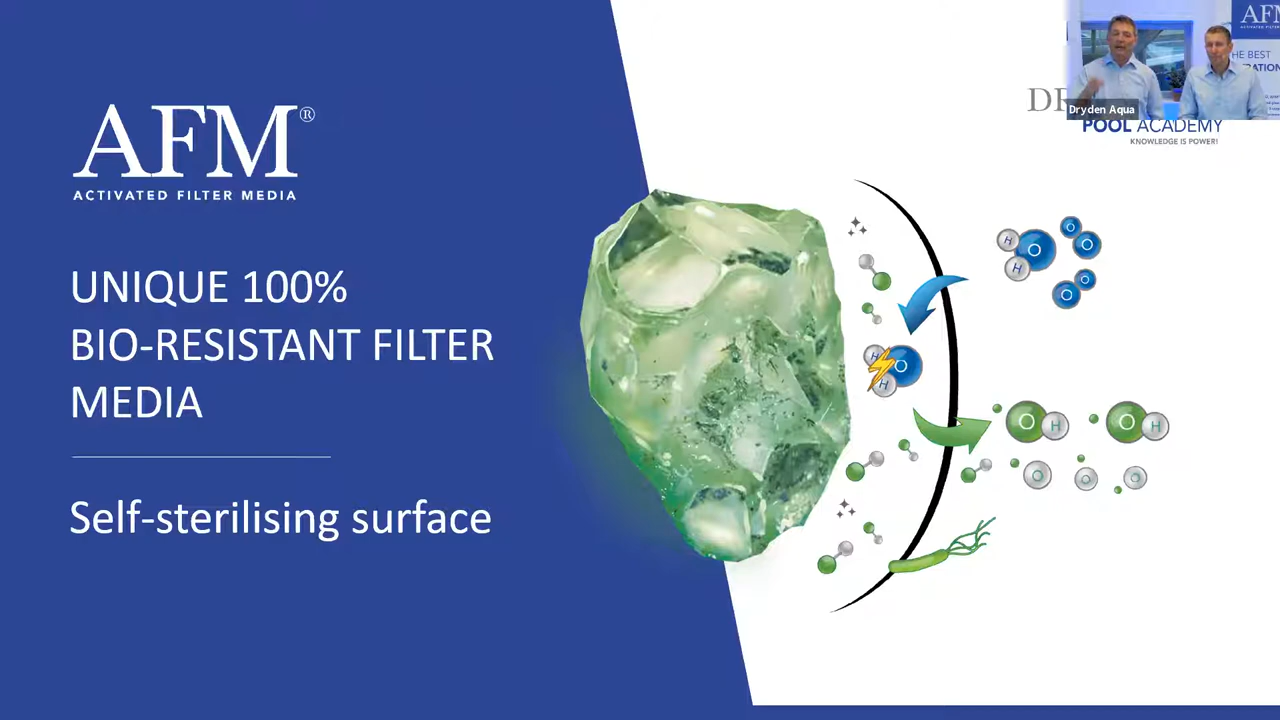 AFM®
ACTIVATED FILTER MEDIA
UNIQUE 100%
BIO-RESISTANT FILTER
MEDIA
Self-sterilising surface
Dryden Aqua
POOL ACADEMY
KNOWLEDGE IS POWER!
H
O
H
O
O
O
O
H
O
H
O
H
O
H
O
O
O